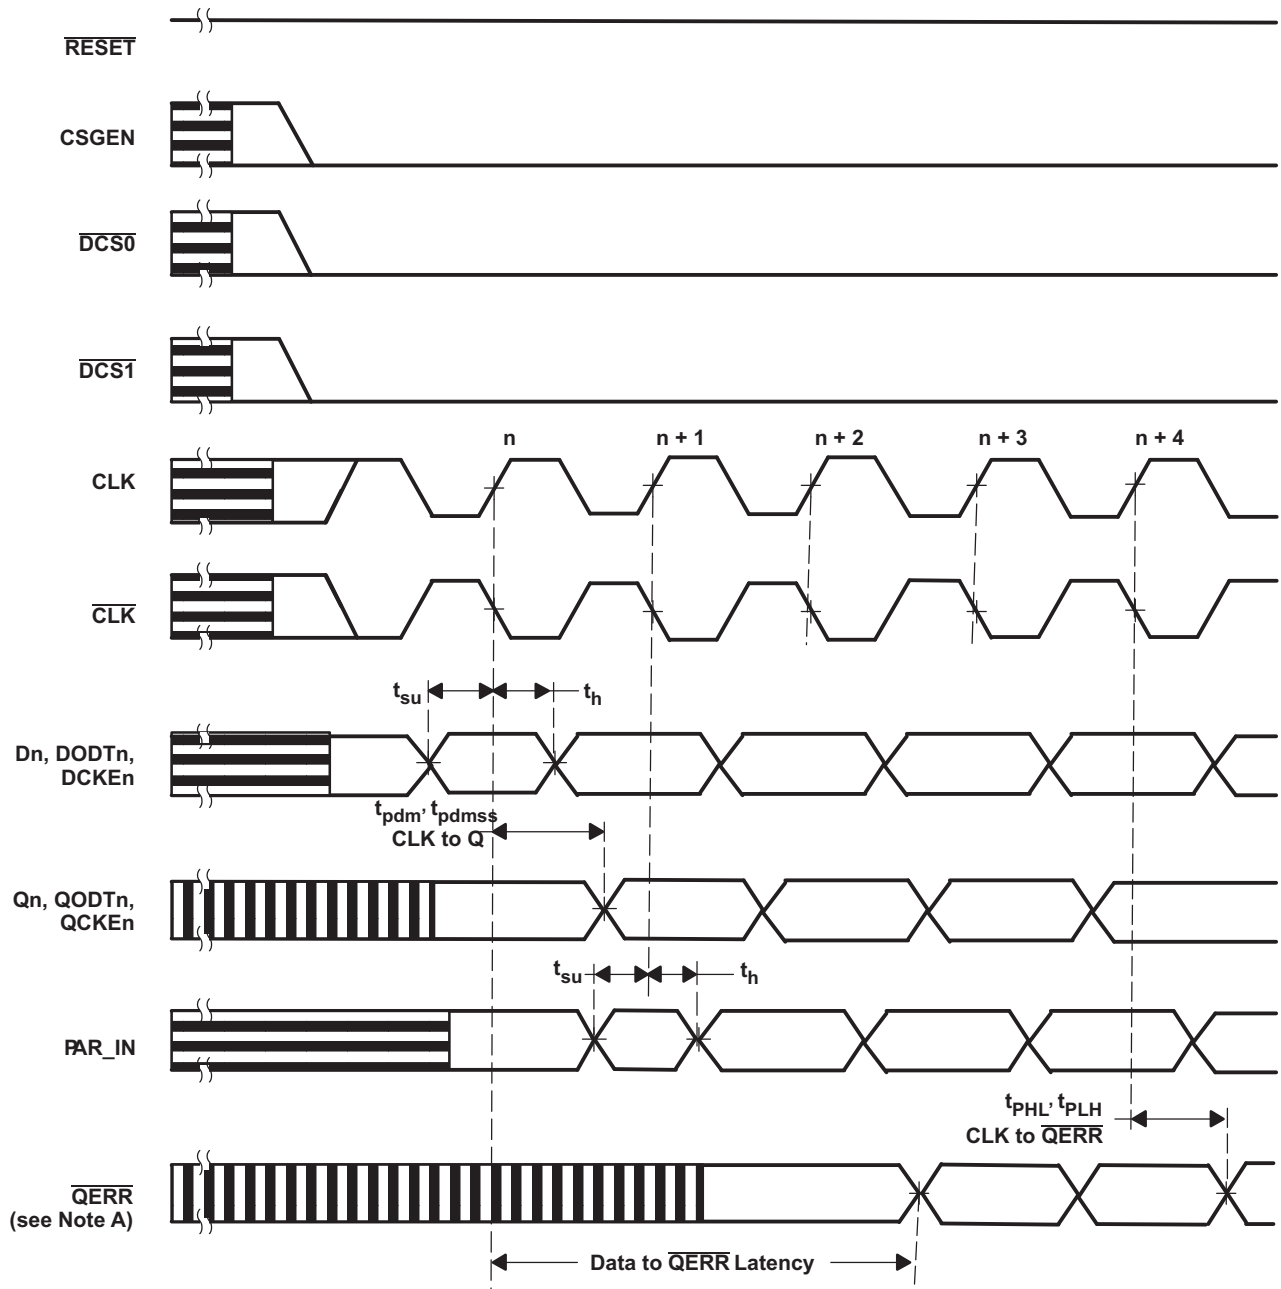 RESET
CSGEN
DCS0
DCS1
n n + 1 n + 2 n + 3 n + 4
CLK
CLK
tsu th
Dn, DODTn,
DCKEn
tpdm, tpdmss
CLK to Q
Qn, QODTn,
QCKEn
tsu th
PAR_IN
tPHL, tPLH
CLK to QERR
QERR
(see Note A)
Data to QERR Latency